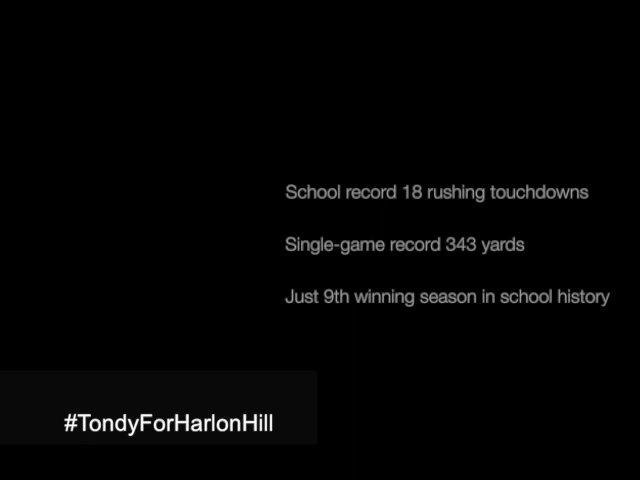 School record 18 rushing touchdowns
Single-game record 343 yards
Just 9th winning season in school history
#TondyForHarlonHill